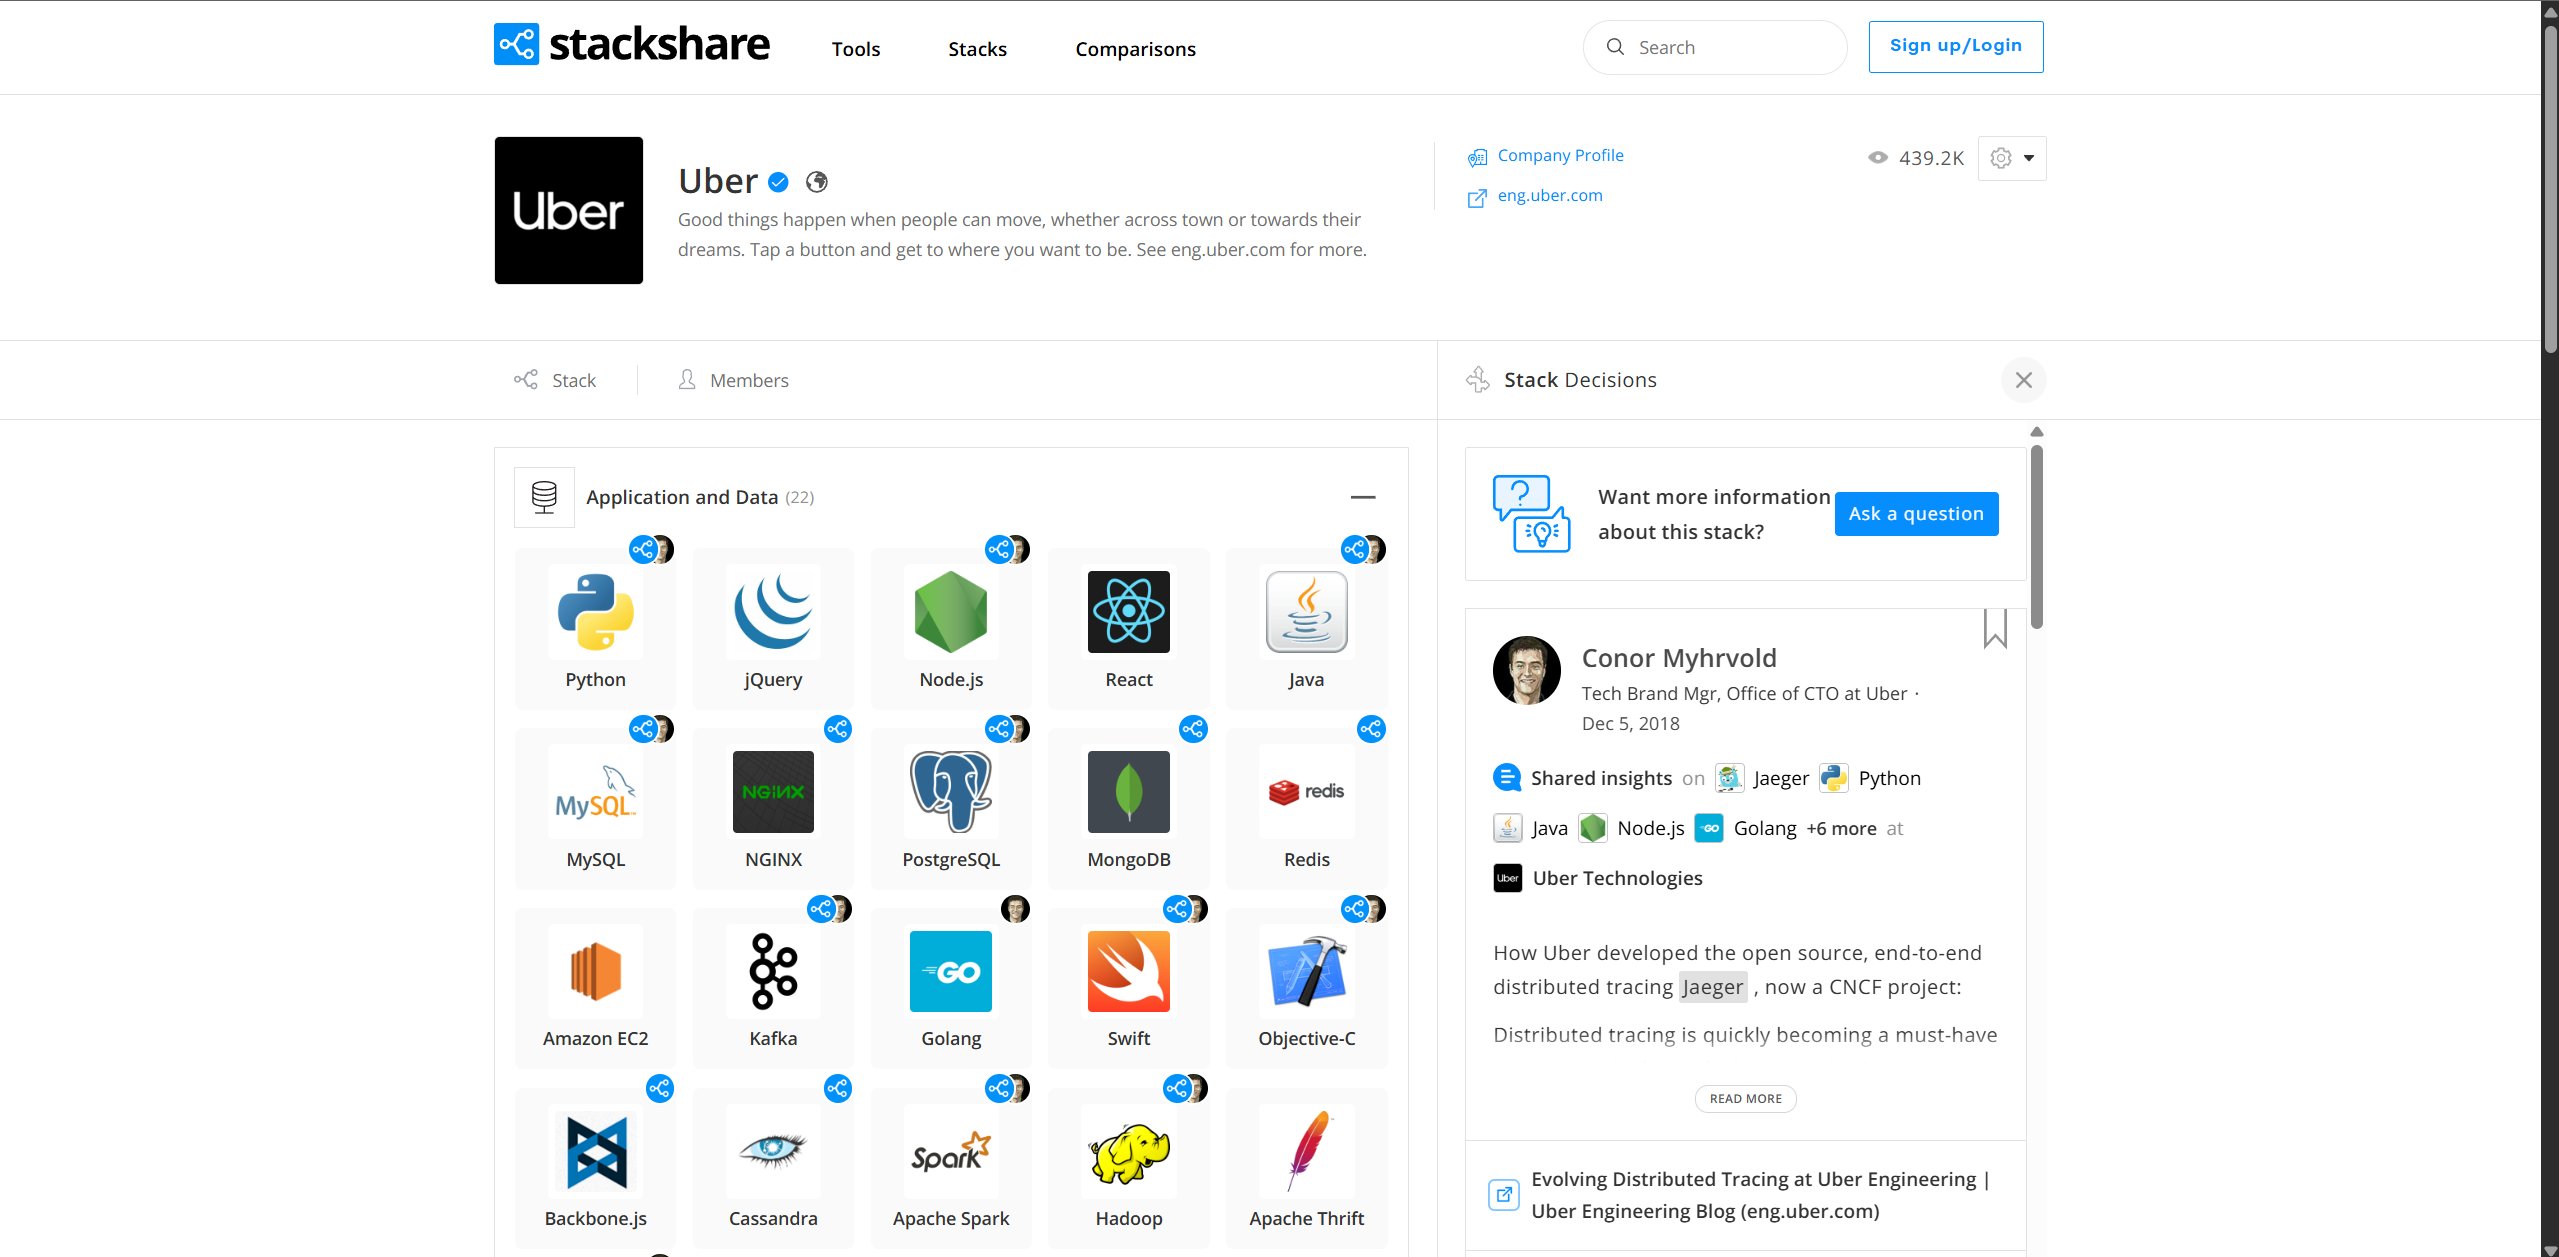 stackshare
Tools
Stacks
Comparisons
Search
Sign up/Login
Uber
Uber
Good things happen when people can move, whether across town or towards their
dreams. Tap a button and get to where you want to be. See eng.uber.com for more.
Company Profile
eng.uber.com
439.2K
Stack
Members
Stack Decisions
Application and Data (22)
Python
jQuery
Node.js
React
Java
MySQL
MySQL
NGINX
NGINX
PostgreSQL
MongoDB
redis
Redis
Amazon EC2
Kafka
GO
Golang
Swift
Objective-C
Backbone.js
Cassandra
Spark
Apache Spark
Hadoop
Apache Thrift
Want more information
about this stack?
Ask a question
Conor Myhrvold
Tech Brand Mgr, Office of CTO at Uber ·
Dec 5, 2018
Shared insights on Jaeger Python
Java Node.js GO Golang +6 more at
Uber Uber Technologies
How Uber developed the open source, end-to-end
distributed tracing Jaeger , now a CNCF project:
Distributed tracing is quickly becoming a must-have
READ MORE
Evolving Distributed Tracing at Uber Engineering |
Uber Engineering Blog (eng.uber.com)